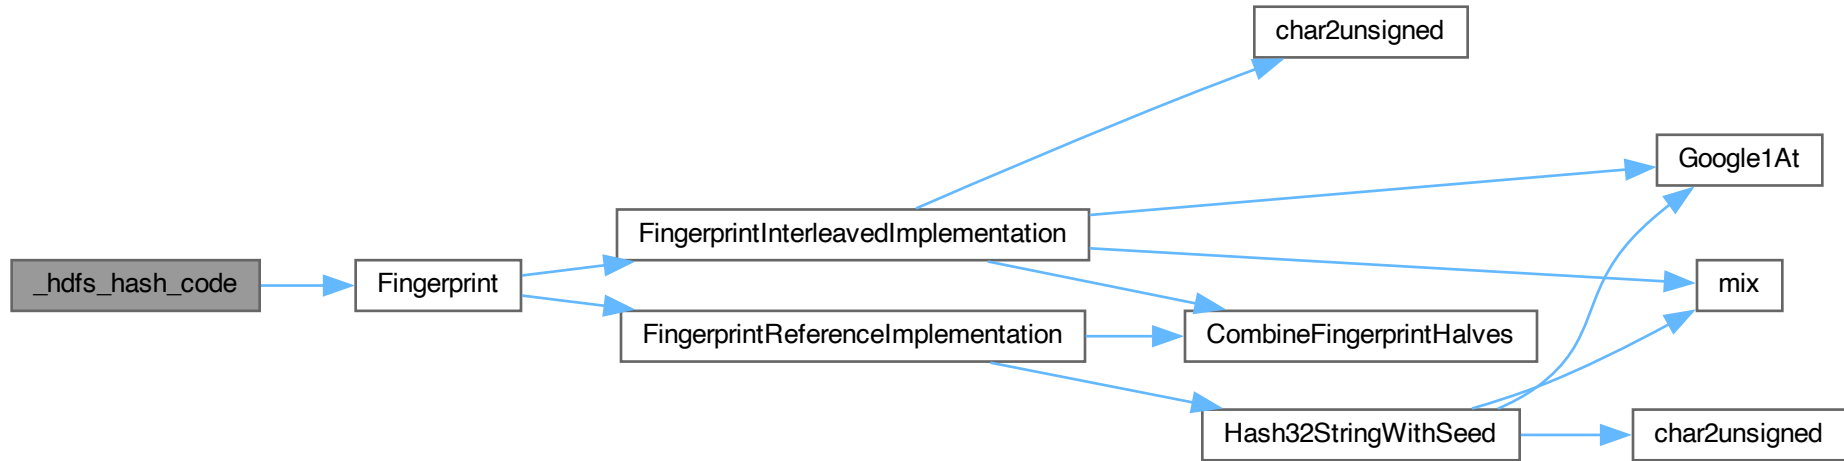 char2unsigned
Google1At
FingerprintInterleavedImplementation
_hdfs_hash_code
Fingerprint
mix
FingerprintReferenceImplementation
CombineFingerprintHalves
Hash32StringWithSeed
char2unsigned